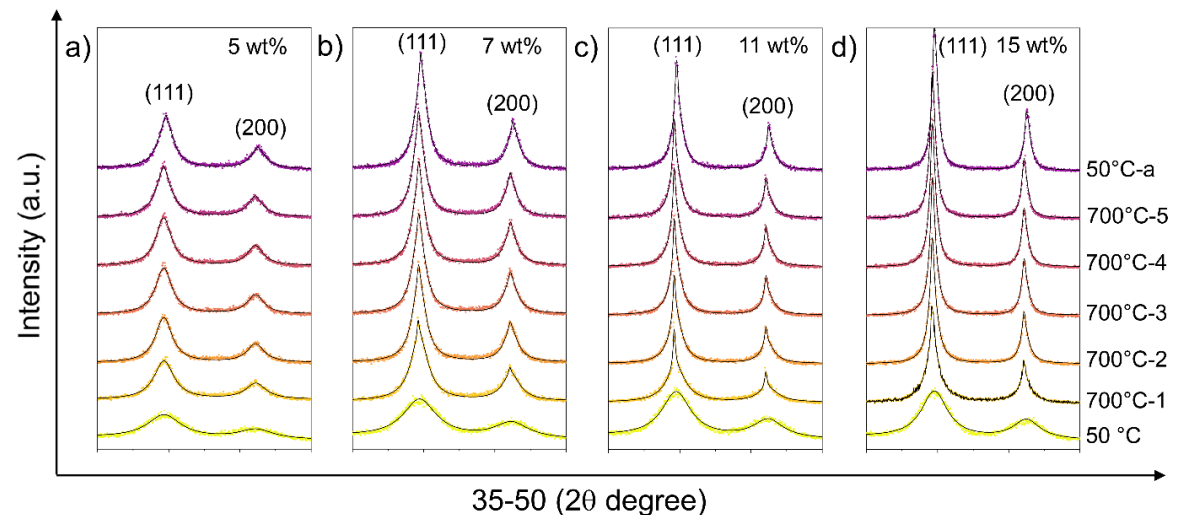 Intensity (a.u.)
a)
5 wt%
(111)
(200)
b)
(111)
7 wt%
(200)
c)
(111)
11 wt%
(200)
d)
(111)
15 wt%
(200)
50°C-a
700°C-5
700°C-4
700°C-3
700°C-2
700°C-1
50 °C
35-50 (2θ degree)